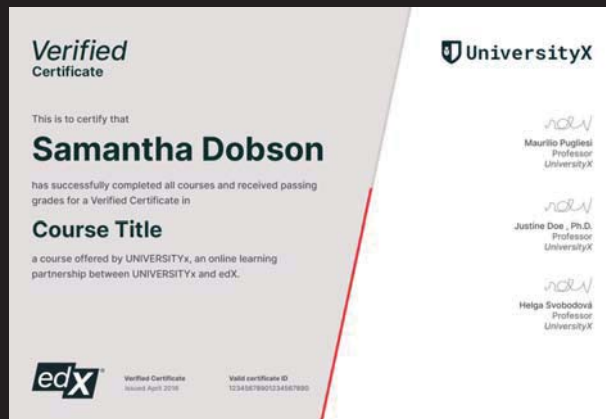 Verified
Certificate
This is to certify that
Samantha Dobson
has successfully completed all courses and received passing
grades for a Verified Certificate in
Course Title
a course offered by UNIVERSITYx, an online learning
partnership between UNIVERSITYx and edX.
edX
Verified Certificate
Issued April 2016
Valid certificate ID
12345678901234567890
UniversityX
Maurilio Pugliesi
Professor
UniversityX
Justine Doe , Ph.D.
Professor
UniversityX
Helga Svobodová
Professor
UniversityX